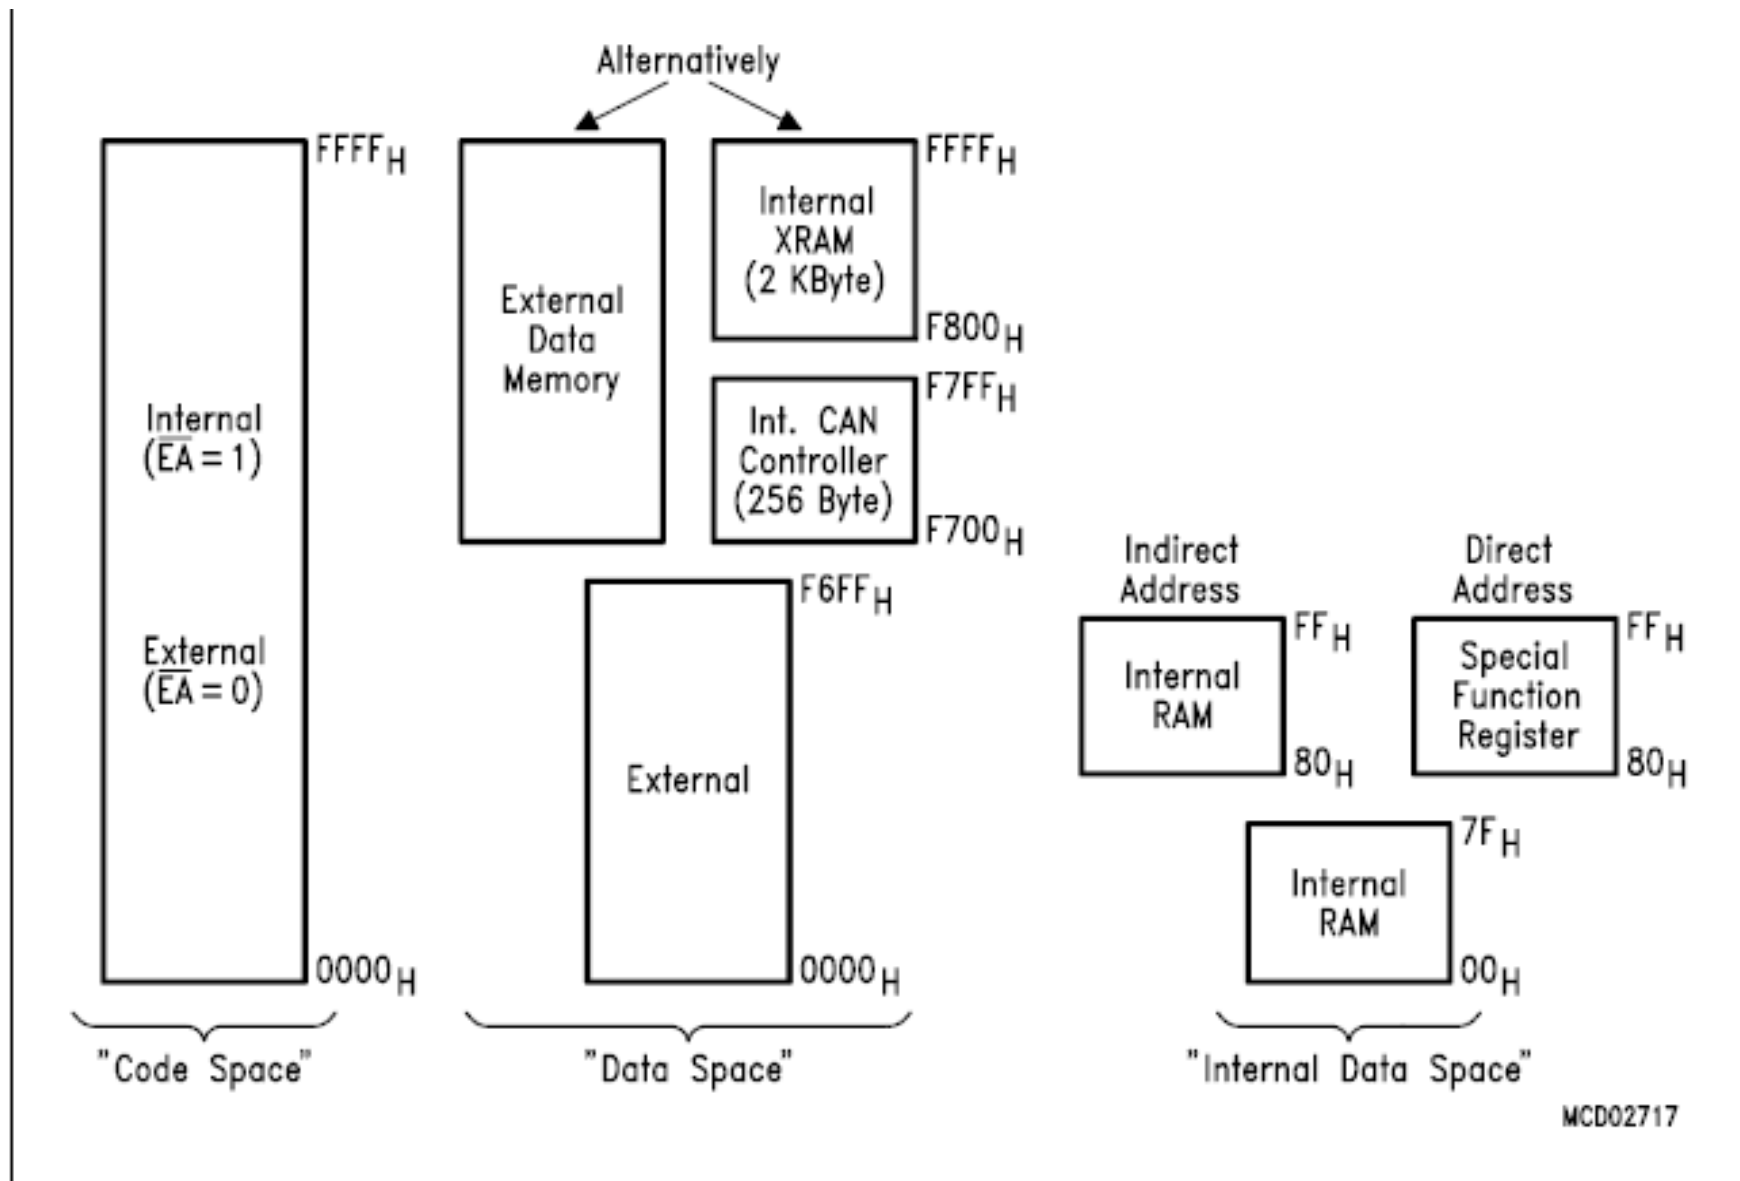 Alternatively
FFFFH
Internal
(EA = 1)
External
(EA = 0)
0000H
"Code Space"
External
Data
Memory
FFFFH
Internal
XRAM
(2 KByte)
F800H
F7FFH
Int. CAN
Controller
(256 Byte)
F700H
F6FFH
External
0000H
"Data Space"
Indirect
Address
FFH
Internal
RAM
80H
Direct
Address
FFH
Special
Function
Register
80H
7FH
Internal
RAM
00H
"Internal Data Space"
MCD02717